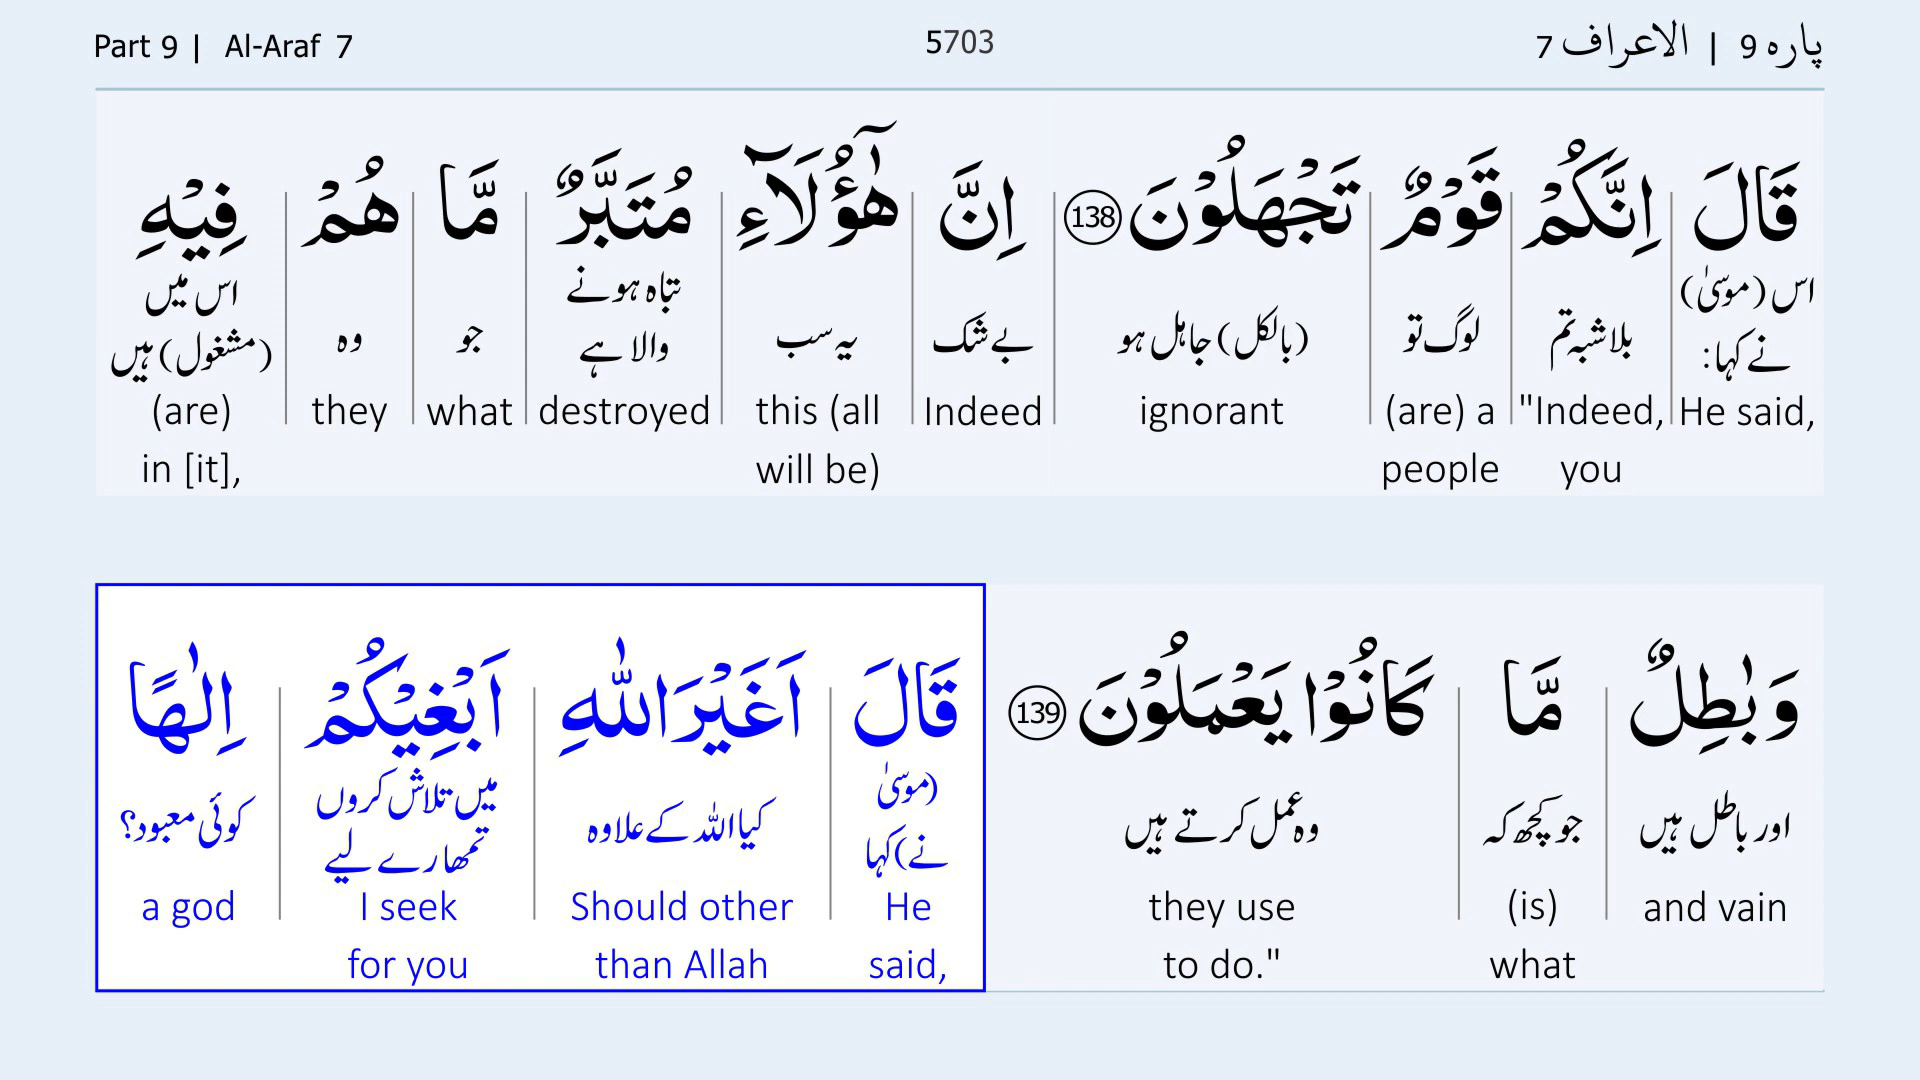 Part 9 | Al-Araf 7
5703
پارہ 9 | الاعراف 7
قَالَ اِنَّكُمْ قَوْمٌ تَجْهَلُوْنَ 138 اِنَّ هٰۤؤُلَآءِ مُتَبَّرٌ مَّا هُمْ فِيْهِ
اس (موسیٰ) نے کہا: بلاشبہ تم لوگ تو (بالکل) جاہل ہو بے شک یہ سب تباہ ہونے والا ہے جو وہ اس میں (مشغول) ہیں
He said, "Indeed, you (are) a people ignorant Indeed this (all will be) destroyed what they (are) in [it],
وَبٰطِلٌ مَّا كَانُوْا يَعْمَلُوْنَ 139 قَالَ اَغَيْرَ اللّٰهِ اَبْغِيْكُمْ اِلٰهًا
اور باطل ہیں جو کچھ کہ وہ عمل کرتے ہیں (موسیٰ نے) کہا کیا اللہ کے علاوہ میں تلاش کروں تمھارے لیے کوئی معبود؟
and vain (is) what they use to do." He said, Should other than Allah I seek for you a god